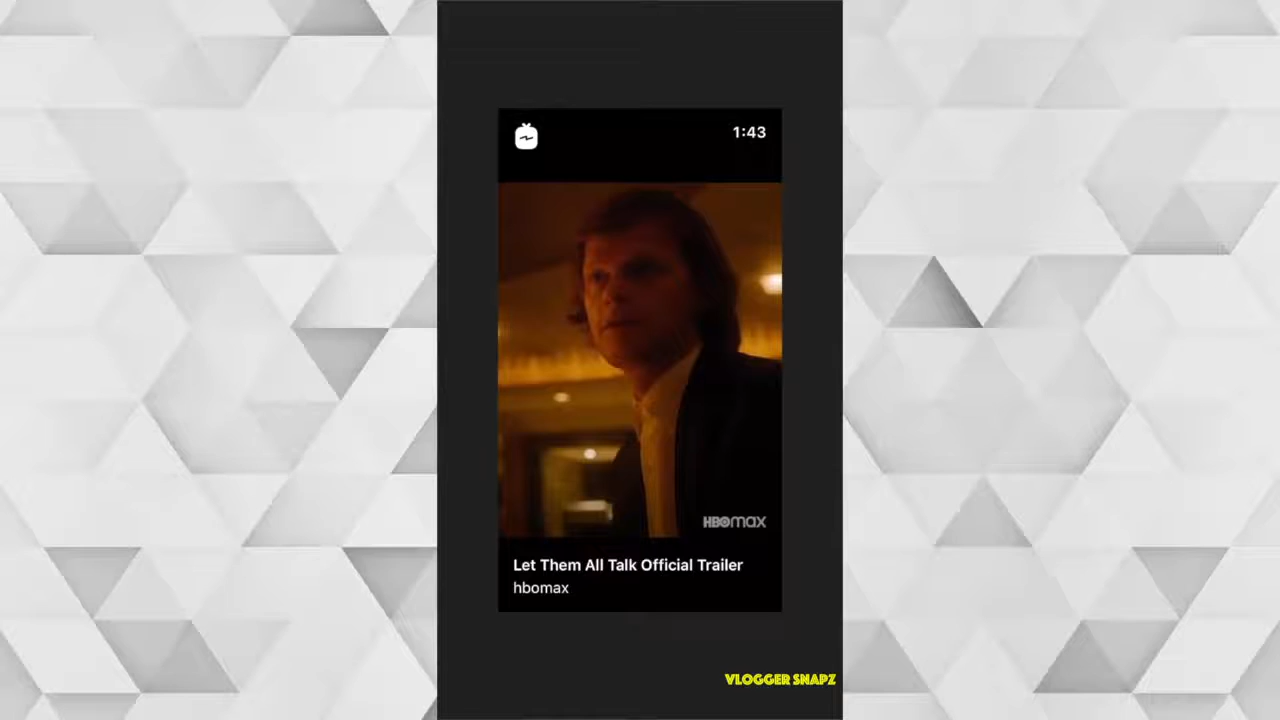 1:43
HBOMAX
Let Them All Talk Official Trailer
hbomax
VLOGGER SNAPZ